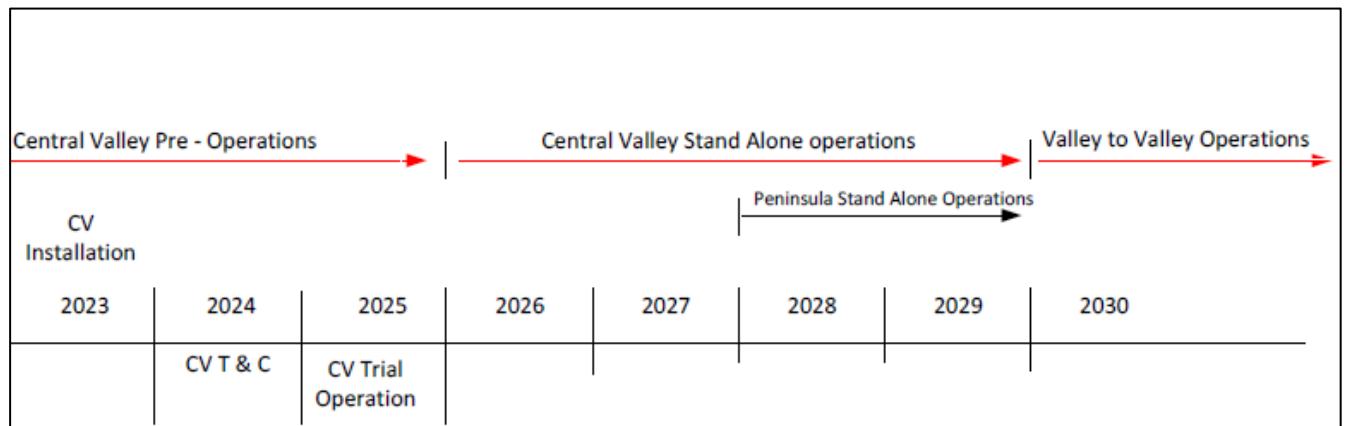 Central Valley Pre - Operations
Central Valley Stand Alone operations
Valley to Valley Operations
Peninsula Stand Alone Operations
CV
Installation
2023 2024 2025 2026 2027 2028 2029 2030
CV T & C
CV Trial
Operation